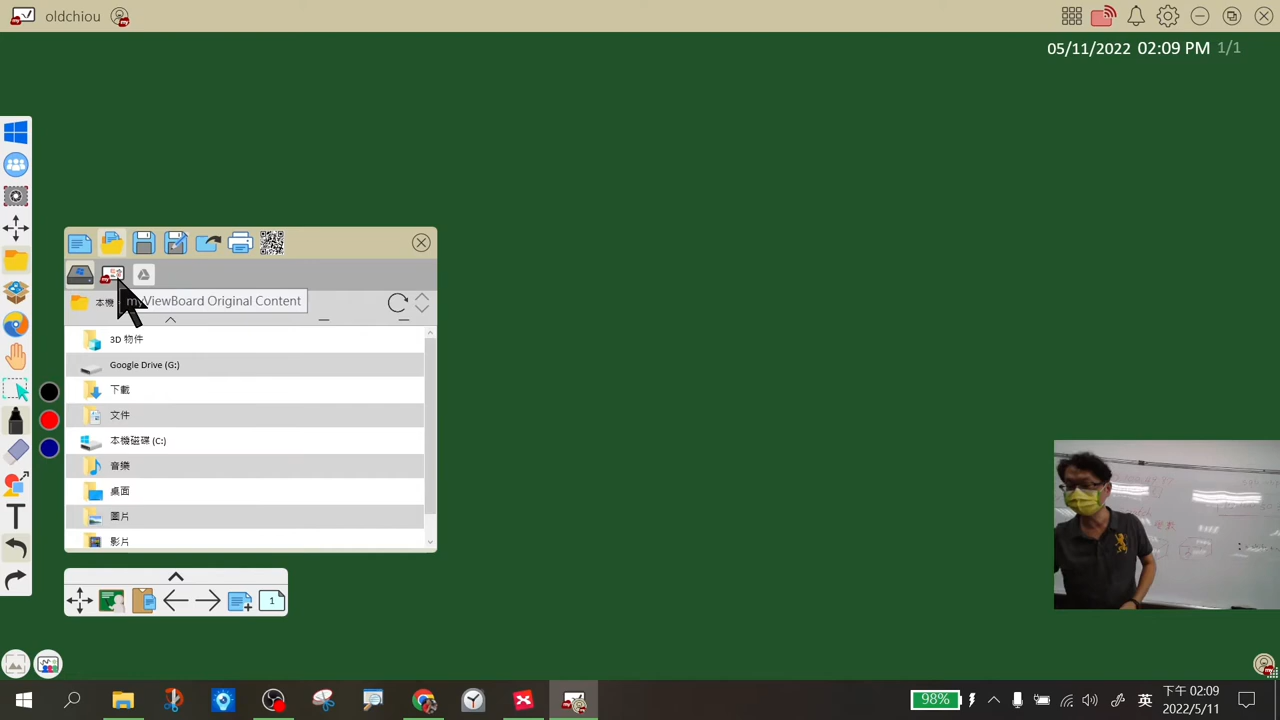 oldchiou
05/11/2022 02:09 PM 1/1
本機
myViewBoard Original Content
3D 物件
Google Drive (G:)
下載
文件
本機磁碟 (C:)
音樂
桌面
圖片
影片
T
1
98%
英
下午 02:09
2022/5/11